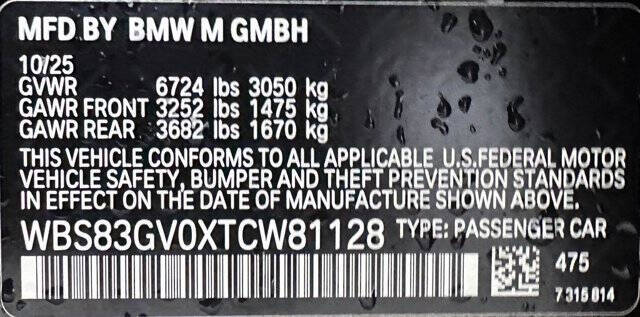 MFD BY BMW M GMBH
10/25
GVWR 6724 lbs 3050 kg
GAWR FRONT 3252 lbs 1475 kg
GAWR REAR 3682 lbs 1670 kg
THIS VEHICLE CONFORMS TO ALL APPLICABLE U.S.FEDERAL MOTOR
VEHICLE SAFETY, BUMPER AND THEFT PREVENTION STANDARDS
IN EFFECT ON THE DATE OF MANUFACTURE SHOWN ABOVE.
WBS83GV0XTCW81128 TYPE: PASSENGER CAR
475
7 315 814